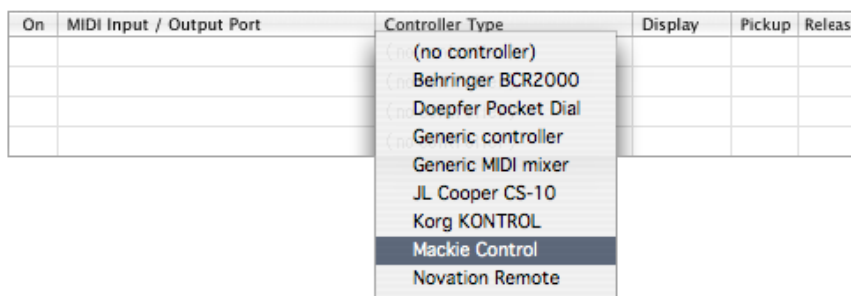 On MIDI Input / Output Port Controller Type Display Pickup Releas
(no controller)
Behringer BCR2000
Doepfer Pocket Dial
Generic controller
Generic MIDI mixer
JL Cooper CS-10
Korg KONTROL
Mackie Control
Novation Remote